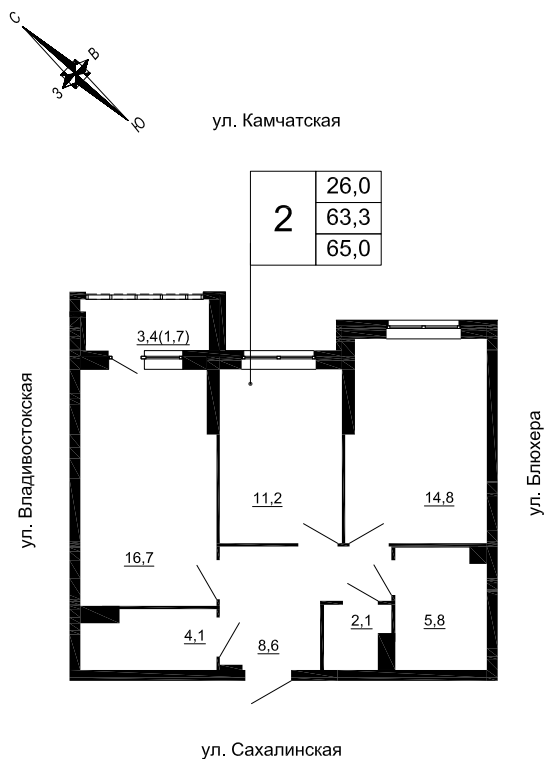 С
В
З
Ю
ул. Камчатская
2
26,0
63,3
65,0
3,4(1,7)
ул. Владивостокская
ул. Блюхера
11,2
14,8
16,7
4,1
8,6
2,1
5,8
ул. Сахалинская